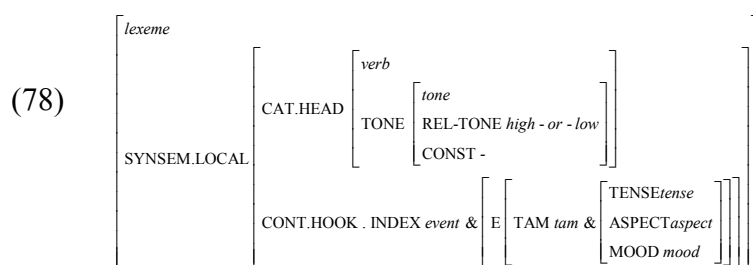 lexeme
verb
tone
(78)
CAT.HEAD
TONE
REL-TONE high - or - low
CONST -
SYNSEM.LOCAL
TENSEtense
CONT.HOOK . INDEX event & E TAM tam & ASPECTaspect
MOOD mood